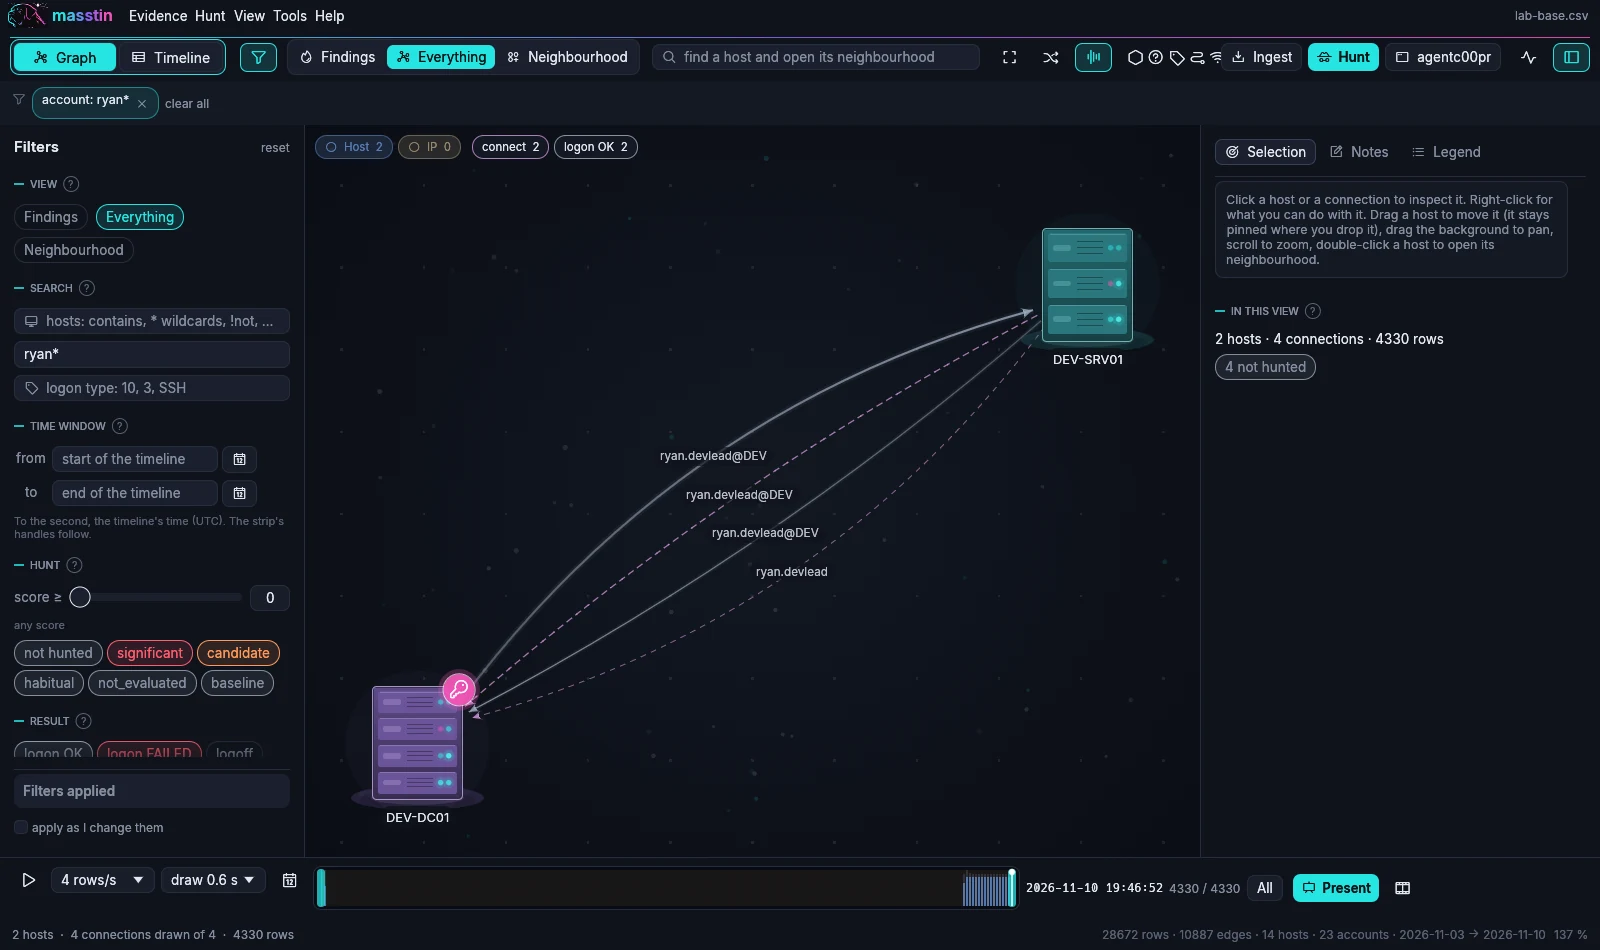 masstin Evidence Hunt View Tools Help lab-base.csv
Graph Timeline Findings Everything Neighbourhood find a host and open its neighbourhood Ingest Hunt agentc00pr
account: ryan* clear all
Filters reset
VIEW ?
Findings Everything
Neighbourhood
SEARCH ?
hosts: contains, * wildcards, !not, ...
ryan*
logon type: 10, 3, SSH
TIME WINDOW ?
from start of the timeline
to end of the timeline
To the second, the timeline's time (UTC). The strip's
handles follow.
HUNT ?
score ≥ 0
any score
not hunted significant candidate
habitual not_evaluated baseline
RESULT ?
logon OK logon FAILED logoff
Filters applied
apply as I change them
Host 2 IP 0 connect 2 logon OK 2
DEV-SRV01
ryan.devlead@DEV
ryan.devlead@DEV
ryan.devlead@DEV
ryan.devlead
DEV-DC01
Selection Notes Legend
Click a host or a connection to inspect it. Right-click for
what you can do with it. Drag a host to move it (it stays
pinned where you drop it), drag the background to pan,
scroll to zoom, double-click a host to open its
neighbourhood.
IN THIS VIEW ?
2 hosts · 4 connections · 4330 rows
4 not hunted
4 rows/s draw 0.6 s 2026-11-10 19:46:52 4330 / 4330 All Present
2 hosts · 4 connections drawn of 4 · 4330 rows
28672 rows · 10887 edges · 14 hosts · 23 accounts · 2026-11-03 → 2026-11-10 137 %